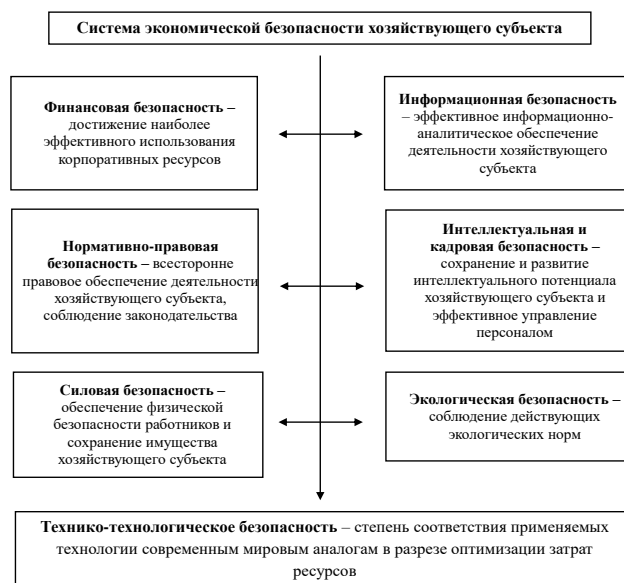 Система экономической безопасности хозяйствующего субъекта
Финансовая безопасность –
достижение наиболее
эффективного использования
корпоративных ресурсов
Информационная безопасность
– эффективное информационно-
аналитическое обеспечение
деятельности хозяйствующего
субъекта
Нормативно-правовая
безопасность – всесторонне
правовое обеспечение деятельности
хозяйствующего субъекта,
соблюдение законодательства
Интеллектуальная и
кадровая безопасность –
сохранение и развитие
интеллектуального потенциала
хозяйствующего субъекта и
эффективное управление
персоналом
Силовая безопасность –
обеспечение физической
безопасности работников и
сохранение имущества
хозяйствующего субъекта
Экологическая безопасность –
соблюдение действующих
экологических норм
Технико-технологическое безопасность – степень соответствия применяемых
технологии современным мировым аналогам в разрезе оптимизации затрат
ресурсов